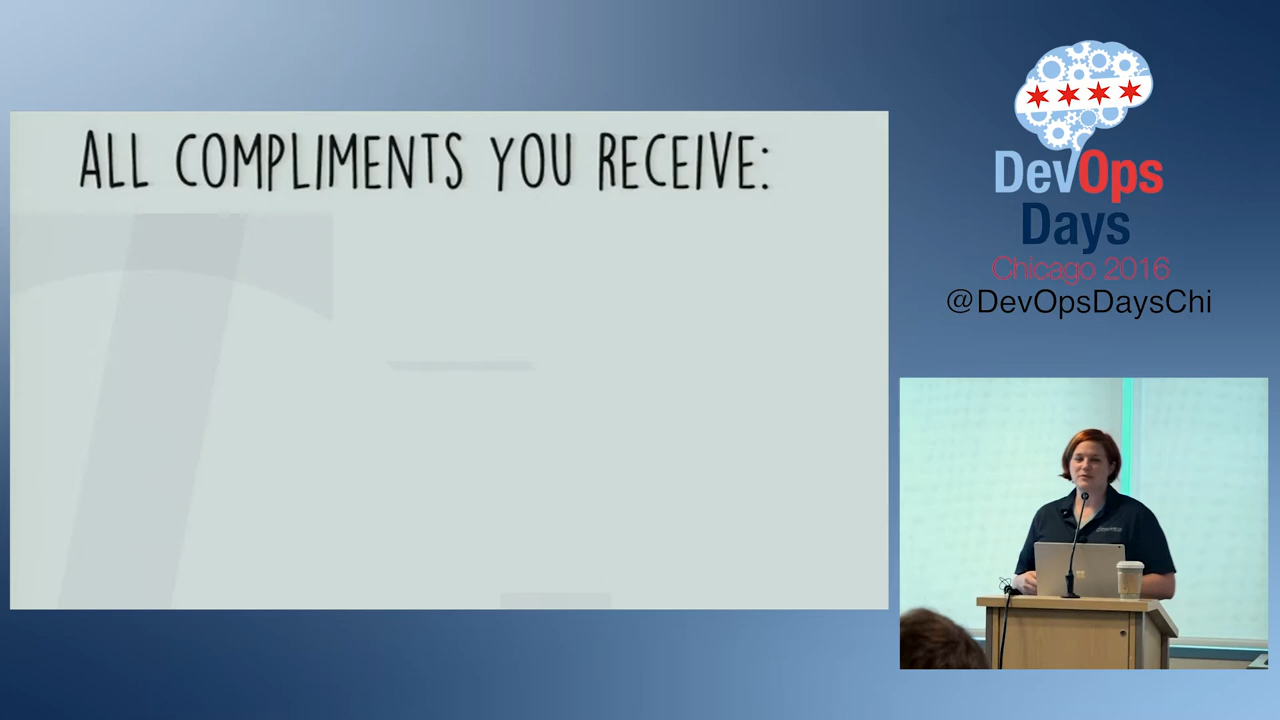 ALL COMPLIMENTS YOU RECEIVE:
DevOps
Days
Chicago 2016
@DevOpsDaysChi